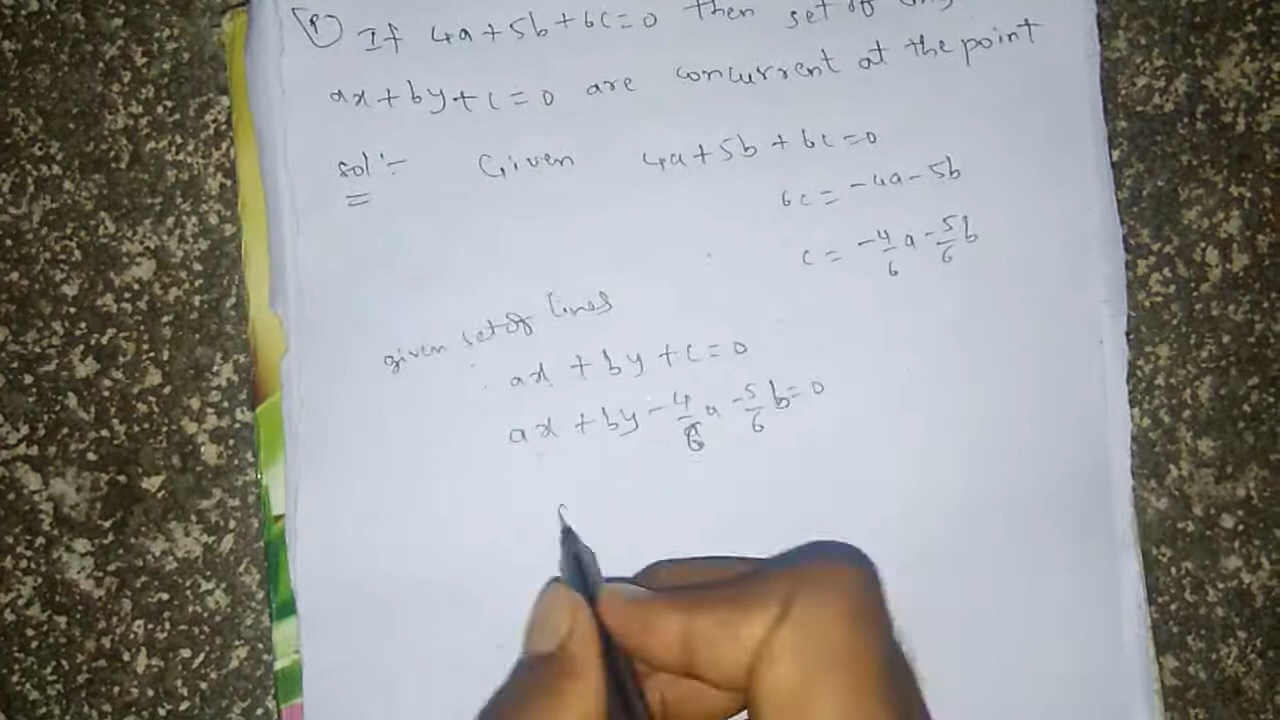 (P) If 4a+5b+6c=0 then set of
ax+by+c=0 are concurrent at the point
Sol:- Given 4a+5b+6c=0
6c = -4a-5b
c = -4/6 a - 5/6 b
given set of lines
ax + by + c = 0
ax + by - 4/6 a - 5/6 b = 0